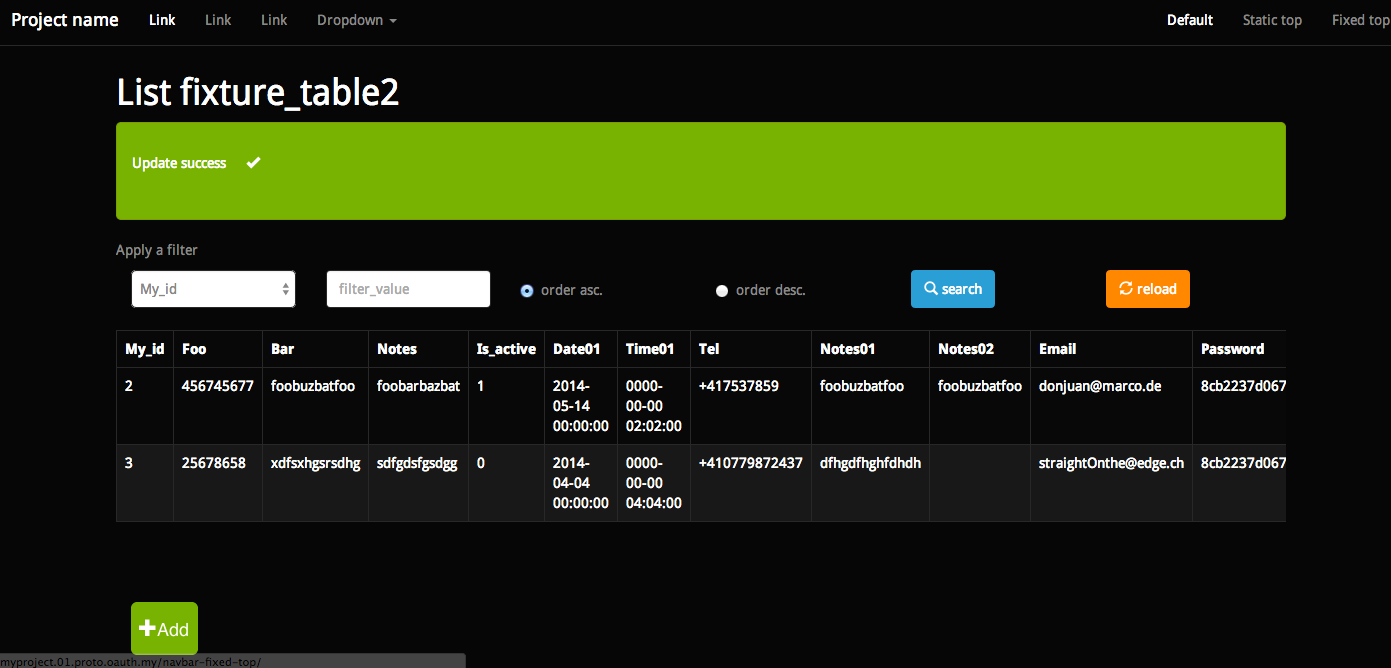 Project name Link Link Link Dropdown Default Static top Fixed top
List fixture_table2
Update success
Apply a filter
My_id filter_value order asc. order desc. search reload
My_id Foo Bar Notes Is_active Date01 Time01 Tel Notes01 Notes02 Email Password
2 456745677 foobuzbatfoo foobarbazbat 1 2014- 0000- +417537859 foobuzbatfoo foobuzbatfoo donjuan@marco.de 8cb2237d067
05-14 00-00
00:00:00 02:02:00
3 25678658 xdfsxhgsrsdhg sdfgdsfgsdgg 0 2014- 0000- +410779872437 dfhgdfhghfdhdh straightOnthe@edge.ch 8cb2237d067
04-04 00-00
00:00:00 04:04:00
Add
myproject.01.proto.oauth.my/navbar-fixed-top/